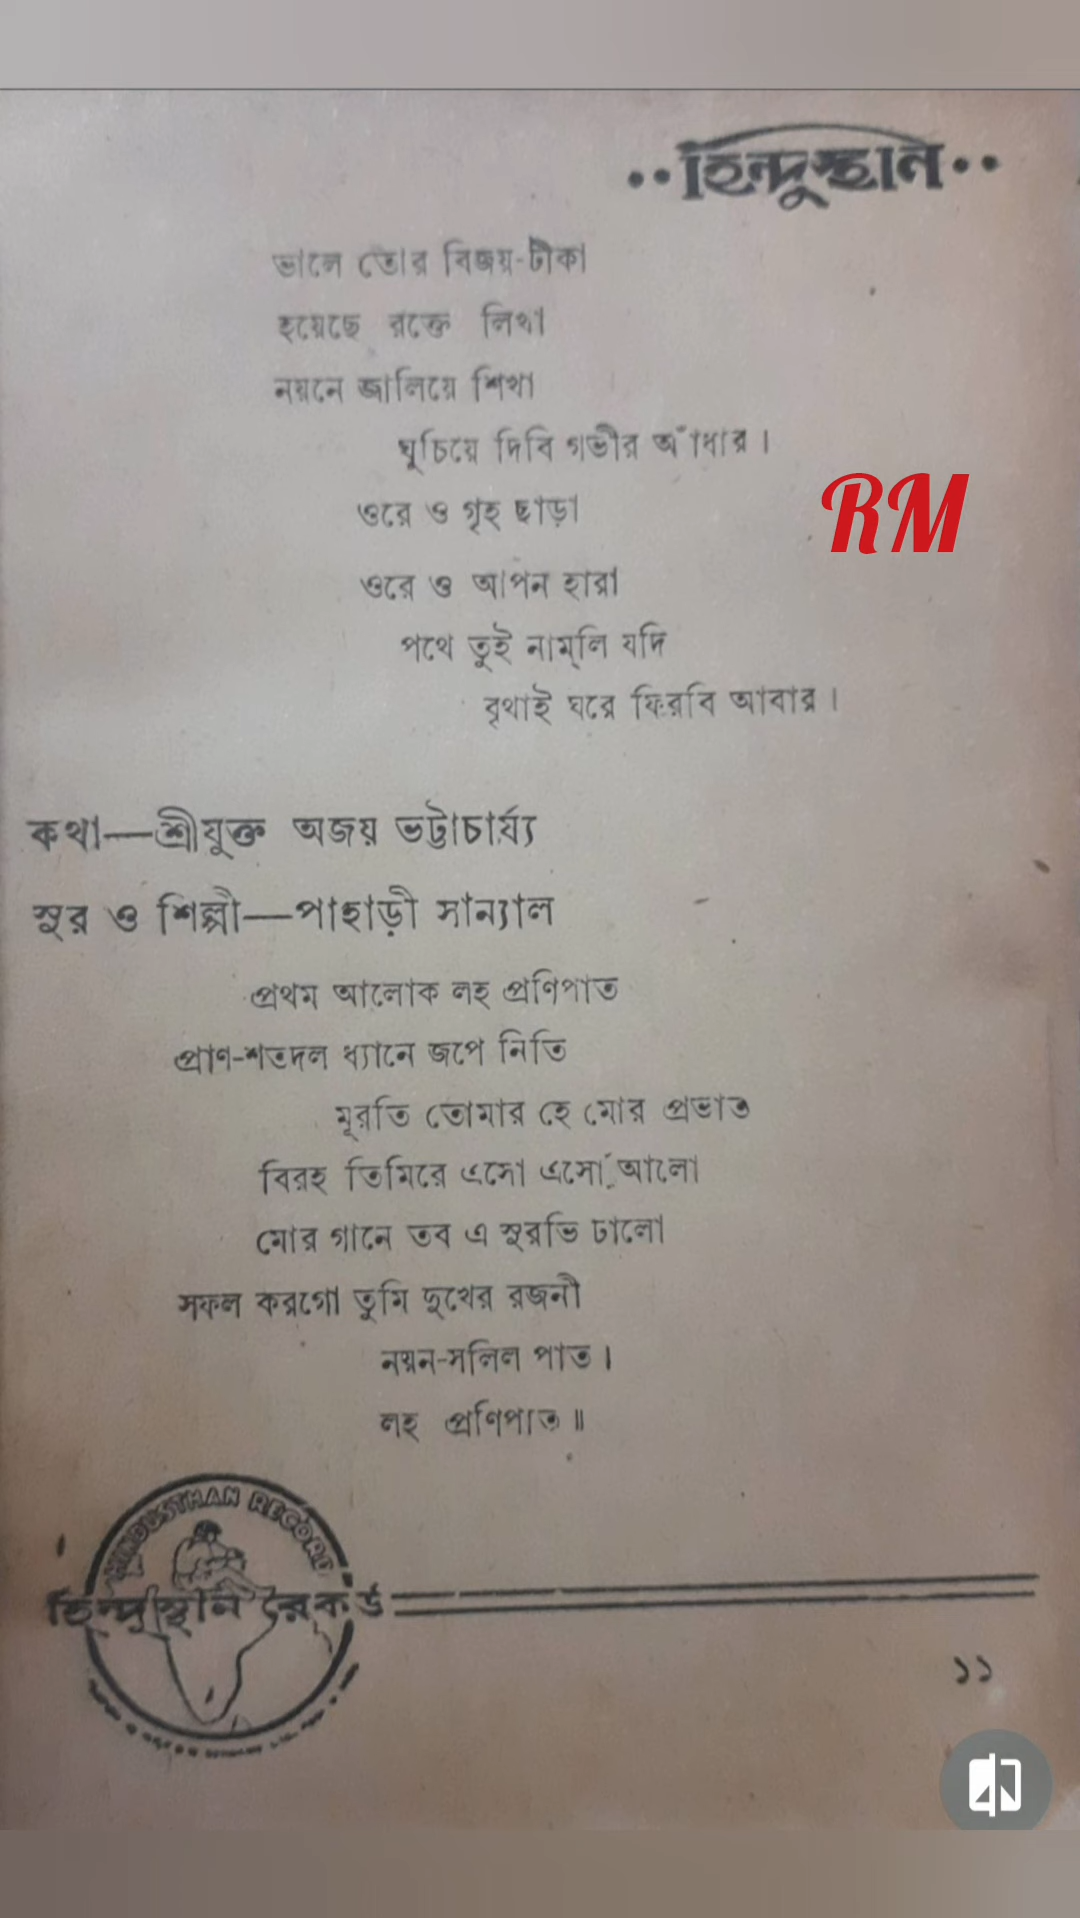 ••হিন্দুস্থান••
ভালে তোর বিজয়-টীকা
হয়েছে রক্তে লিখা
নয়নে জ্বালিয়ে শিখা
ঘুচিয়ে দিবি গভীর আঁধার।
ওরে ও গৃহ ছাড়া
RM
ওরে ও আপন হারা
পথে তুই নাম্‌লি যদি
বৃথাই ঘরে ফিরবি আবার।
কথা—শ্রীযুক্ত অজয় ভট্টাচার্য্য
সুর ও শিল্পী—পাহাড়ী সান্যাল
প্রথম আলোক লহ প্রণিপাত
প্রাণ-শতদল ধ্যানে জপে নিতি
মূরতি তোমার হে মোর প্রভাত
বিরহ তিমিরে এসো এসো আলো
মোর গানে তব এ সুরভি ঢালো
সফল করগো তুমি দুখের রজনী
নয়ন-সলিল পাত।
লহ প্রণিপাত॥
HINDUSTHAN RECORD
হিন্দুস্থান রেকর্ড
১১